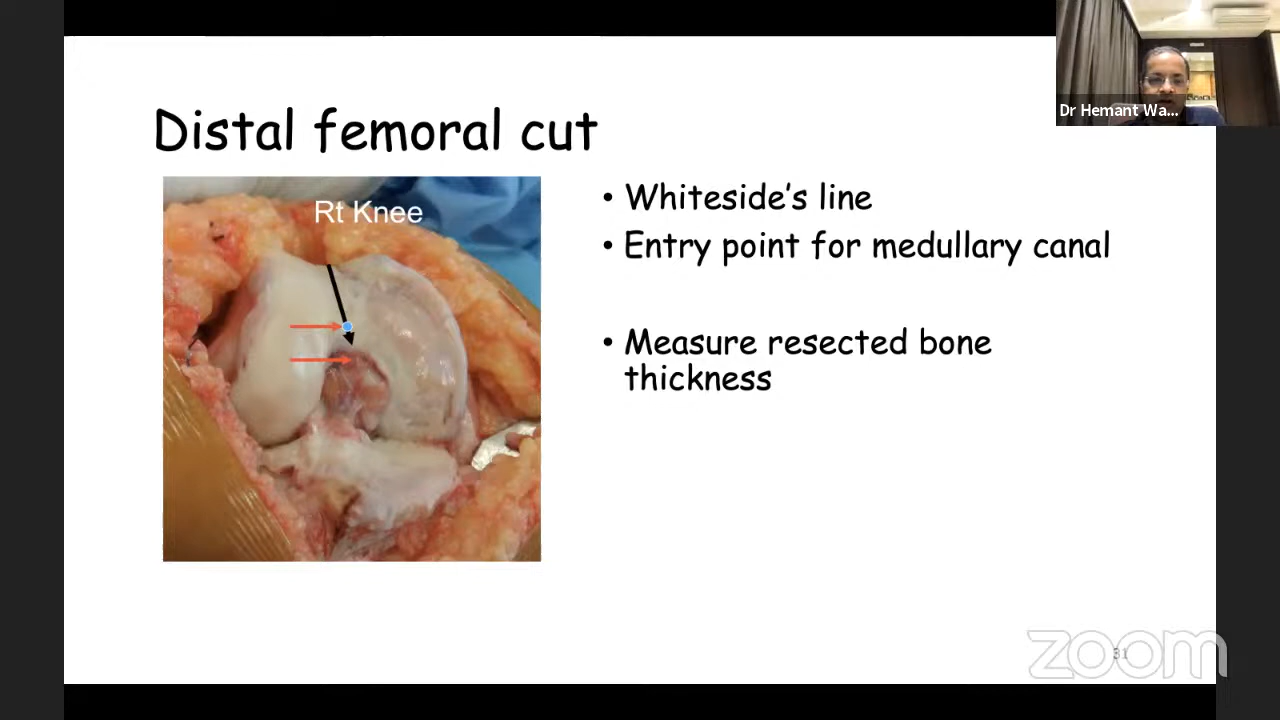 Dr Hemant Wa...
Distal femoral cut
Rt Knee
• Whiteside's line
• Entry point for medullary canal
• Measure resected bone
thickness
zoom
31